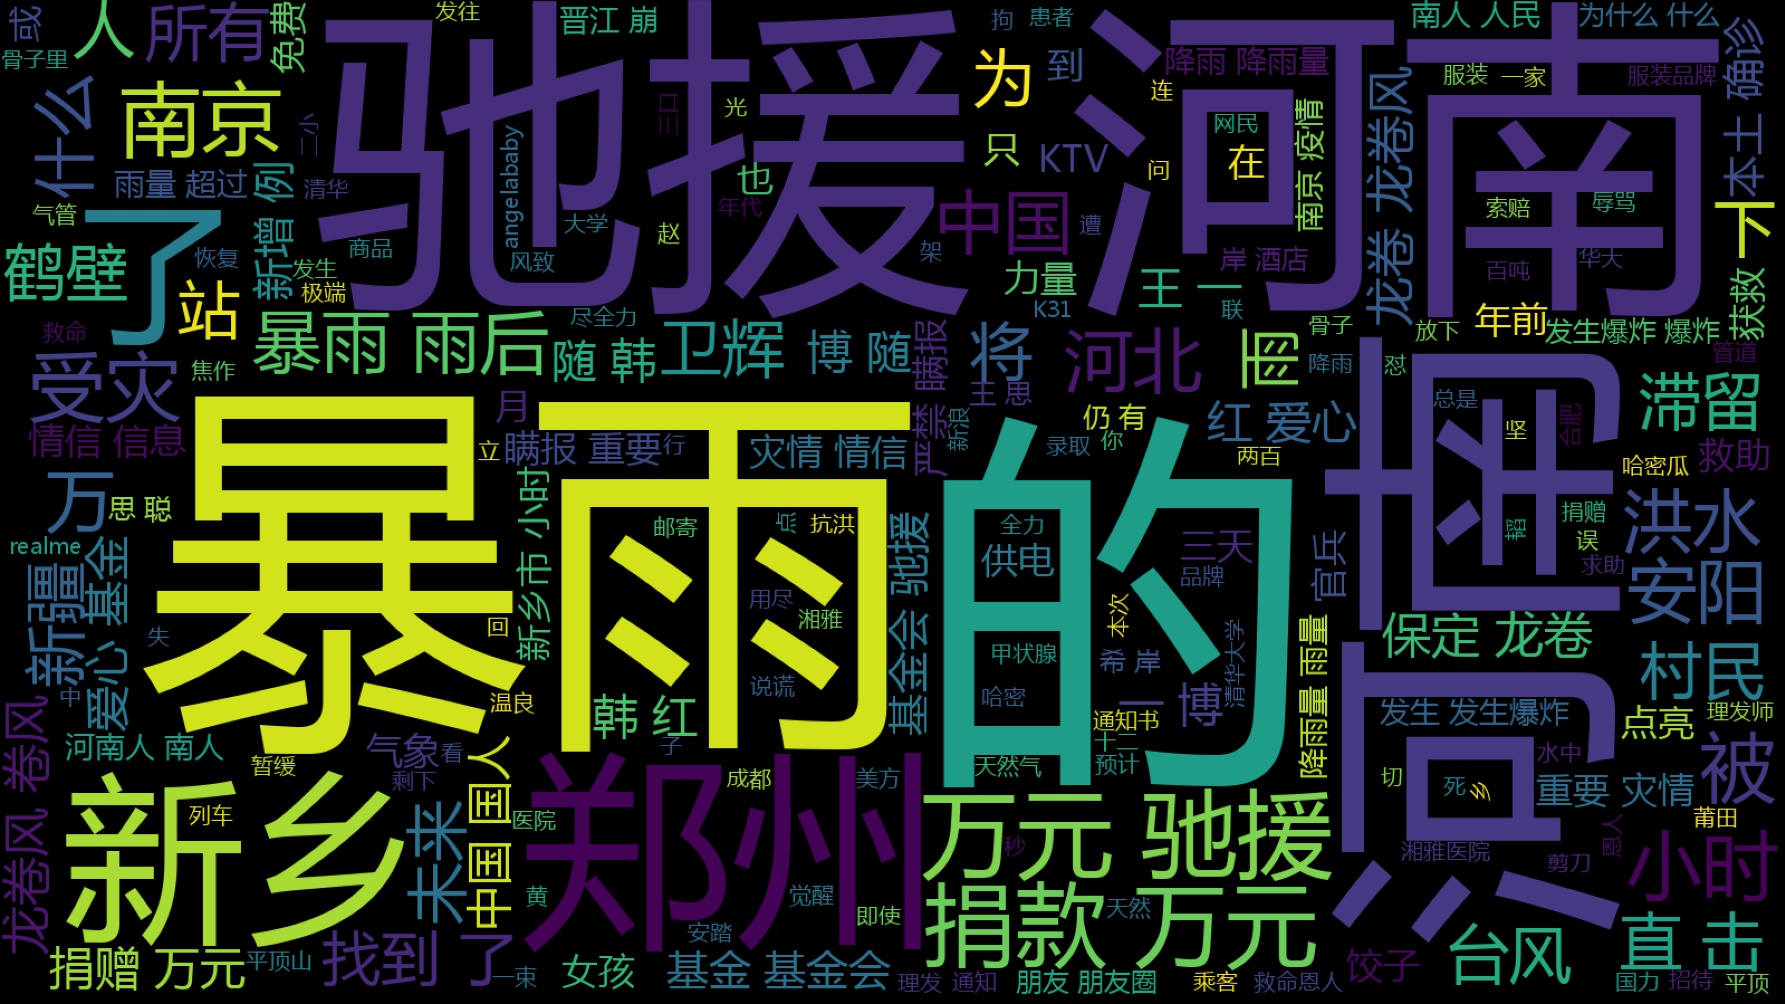 或
人
所有
免费
发往
晋江 崩
拘
患者
南人 人民
为什么 什么
骨子里
驰援
河南
为
到
降雨 降雨量
服装
一家
服装品牌
确诊
什么
南京
三口
光
连
龙卷 龙卷风
二小
angelababy
只
KTV
网民
在
南京 疫情
本土
雨量 超过
新增 例
清华
也
问
索赔
辱骂
气管
了
年代
中国
遭
下
大学
赵
鹤壁
恢复
发生
商品
风致
架
力量
岸 酒店
百吨
华大
站
极端
K31
王 一
联
获救
救命
暴雨 雨后
尽全力
随 韩
卫辉
博 随
瞒报
将
河北
雨
骨子
放下
年前
发生爆炸 爆炸
受灾
焦作
王 思
降雨
怼
管道
月
严禁
新浪
仍 有
红 爱心
总是
合肥
滞留
情信 信息
暴雨
的
立
瞒报 重要
行
灾情 情信
录取
你
两百
坚
哈密瓜
救助
暴雨
万
思 聪
新乡市 小时
邮寄
点
抗洪
基金会 驰援
全力
供电
三天
品牌
官兵
韬
捐赠
误
求助
洪水
安阳
realme
爱心 基金
新疆
用尽
湘雅
本次
甲状腺
希 岸
清华大学
降雨量 雨量
保定 龙卷
失
回
说谎
哈密
一 博
村民
中
温良
韩 红
通知书
发生 发生爆炸
点亮
理发师
龙卷风 卷风
河南人 南人
气象
看
子
十二
水中
被
暂缓
剩下
中国 国人
成都
美方
天然气
预计
切
死
乡
重要 灾情
新乡
列车
未来
医院
郑州
万元 驰援
秒
湘雅医院
剪刀
恩人
莆田
小时
黄
觉醒
即使
捐款 万元
天然
捐赠 万元
平顶山
找到 了
一束
女孩
安踏
基金 基金会
理发
通知
朋友 朋友圈
乘客
救命恩人
饺子
台风
直 击
国力
招待
平顶